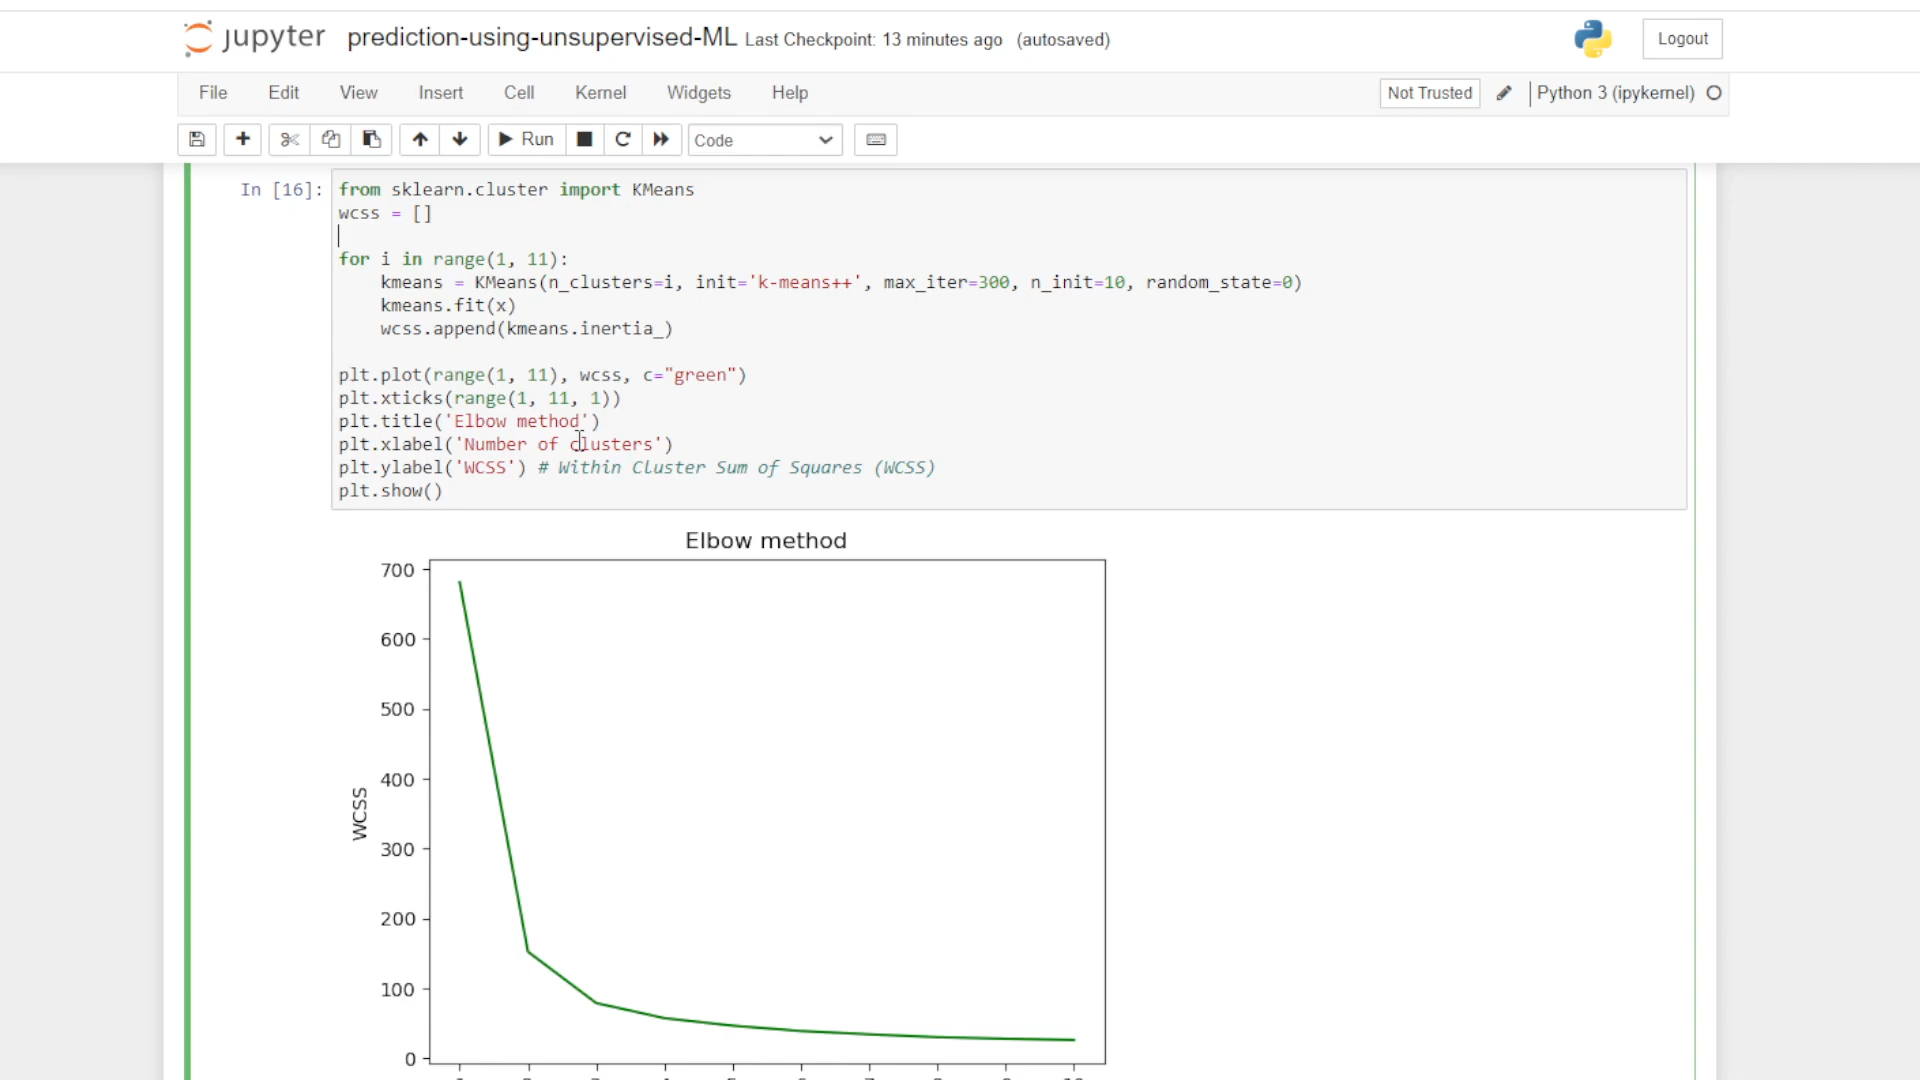 jupyter prediction-using-unsupervised-ML Last Checkpoint: 13 minutes ago (autosaved) Logout
File Edit View Insert Cell Kernel Widgets Help Not Trusted Python 3 (ipykernel)
Run Code
In [16]: from sklearn.cluster import KMeans
wcss = []
for i in range(1, 11):
    kmeans = KMeans(n_clusters=i, init='k-means++', max_iter=300, n_init=10, random_state=0)
    kmeans.fit(x)
    wcss.append(kmeans.inertia_)
plt.plot(range(1, 11), wcss, c="green")
plt.xticks(range(1, 11, 1))
plt.title('Elbow method')
plt.xlabel('Number of clusters')
plt.ylabel('WCSS') # Within Cluster Sum of Squares (WCSS)
plt.show()
Elbow method
700
600
500
400
WCSS
300
200
100
0